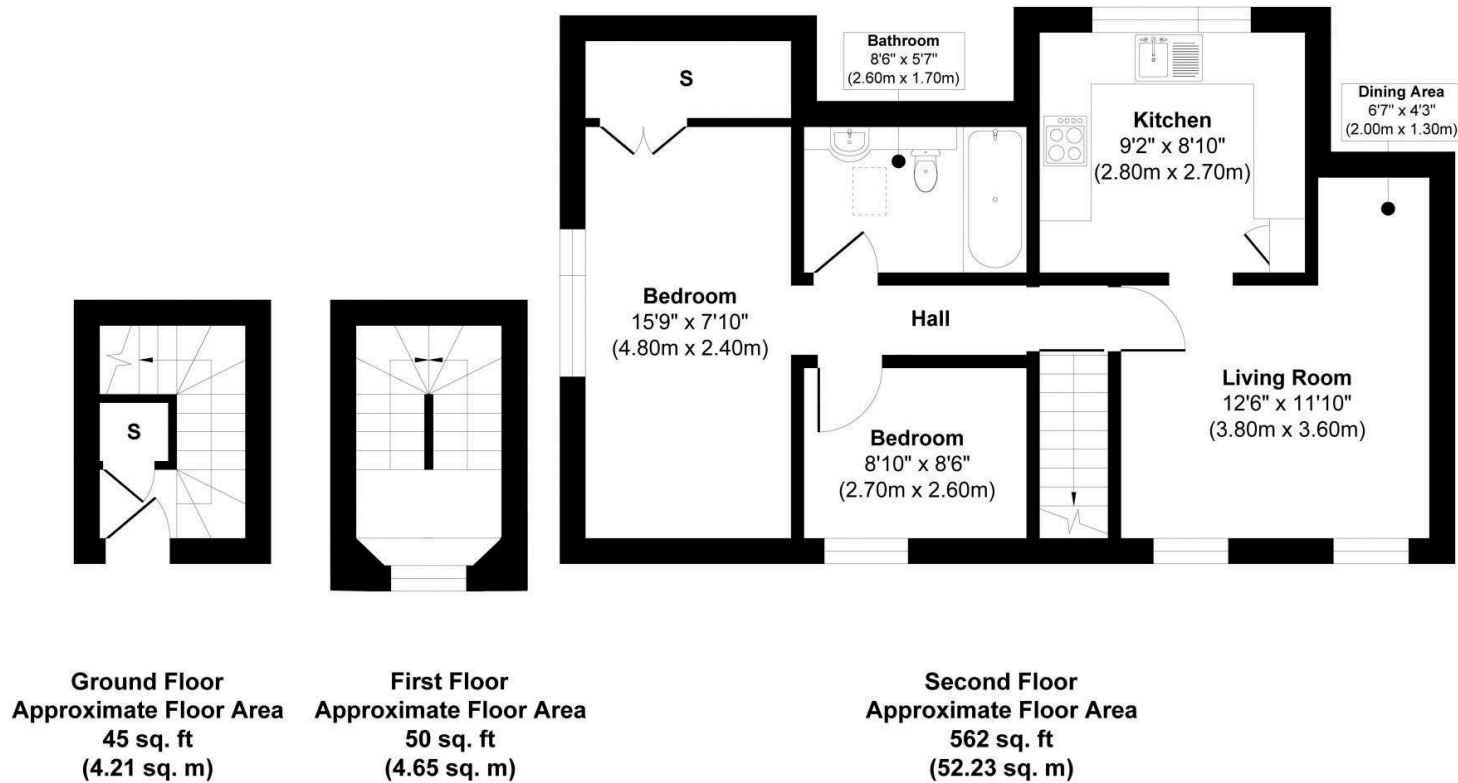 Bathroom
8'6" x 5'7"
(2.60m x 1.70m)
S
Dining Area
6'7" x 4'3"
(2.00m x 1.30m)
Kitchen
9'2" x 8'10"
(2.80m x 2.70m)
Bedroom
15'9" x 7'10"
(4.80m x 2.40m)
Hall
Living Room
12'6" x 11'10"
(3.80m x 3.60m)
S
Bedroom
8'10" x 8'6"
(2.70m x 2.60m)
Ground Floor
Approximate Floor Area
45 sq. ft
(4.21 sq. m)
First Floor
Approximate Floor Area
50 sq. ft
(4.65 sq. m)
Second Floor
Approximate Floor Area
562 sq. ft
(52.23 sq. m)